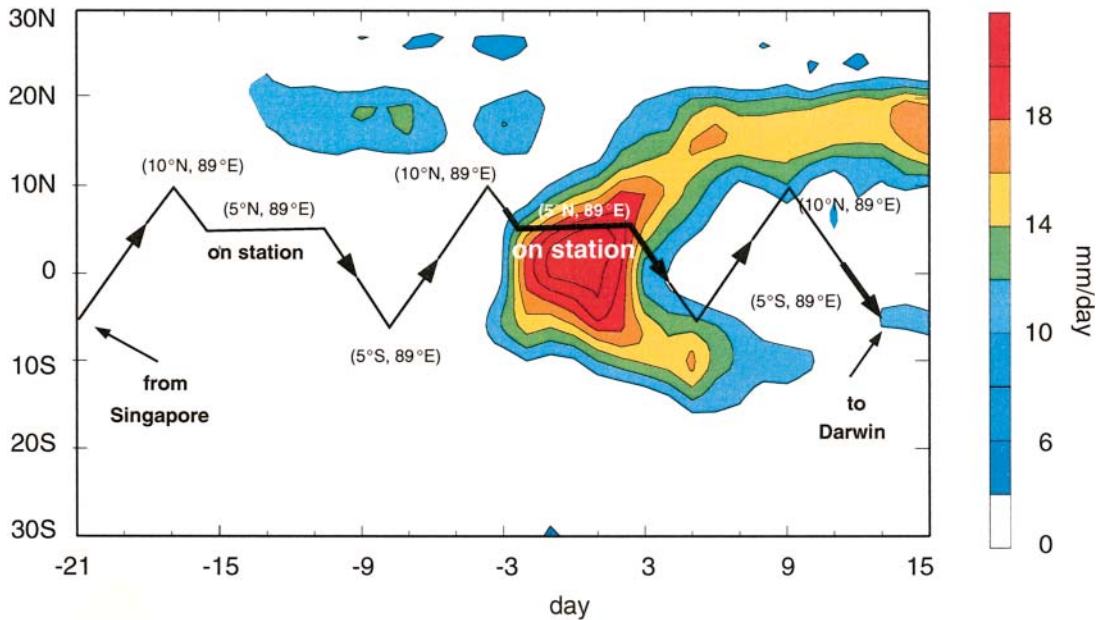 30N
20N
10N
0
10S
20S
30S
-21
-15
-9
-3
3
9
15
day
(10°N, 89°E)
(5°N, 89°E)
on station
(5°S, 89°E)
(10°N, 89°E)
(5°N, 89°E)
on station
(5°S, 89°E)
(10°N, 89°E)
from
Singapore
to
Darwin
18
14
10
6
0
mm/day